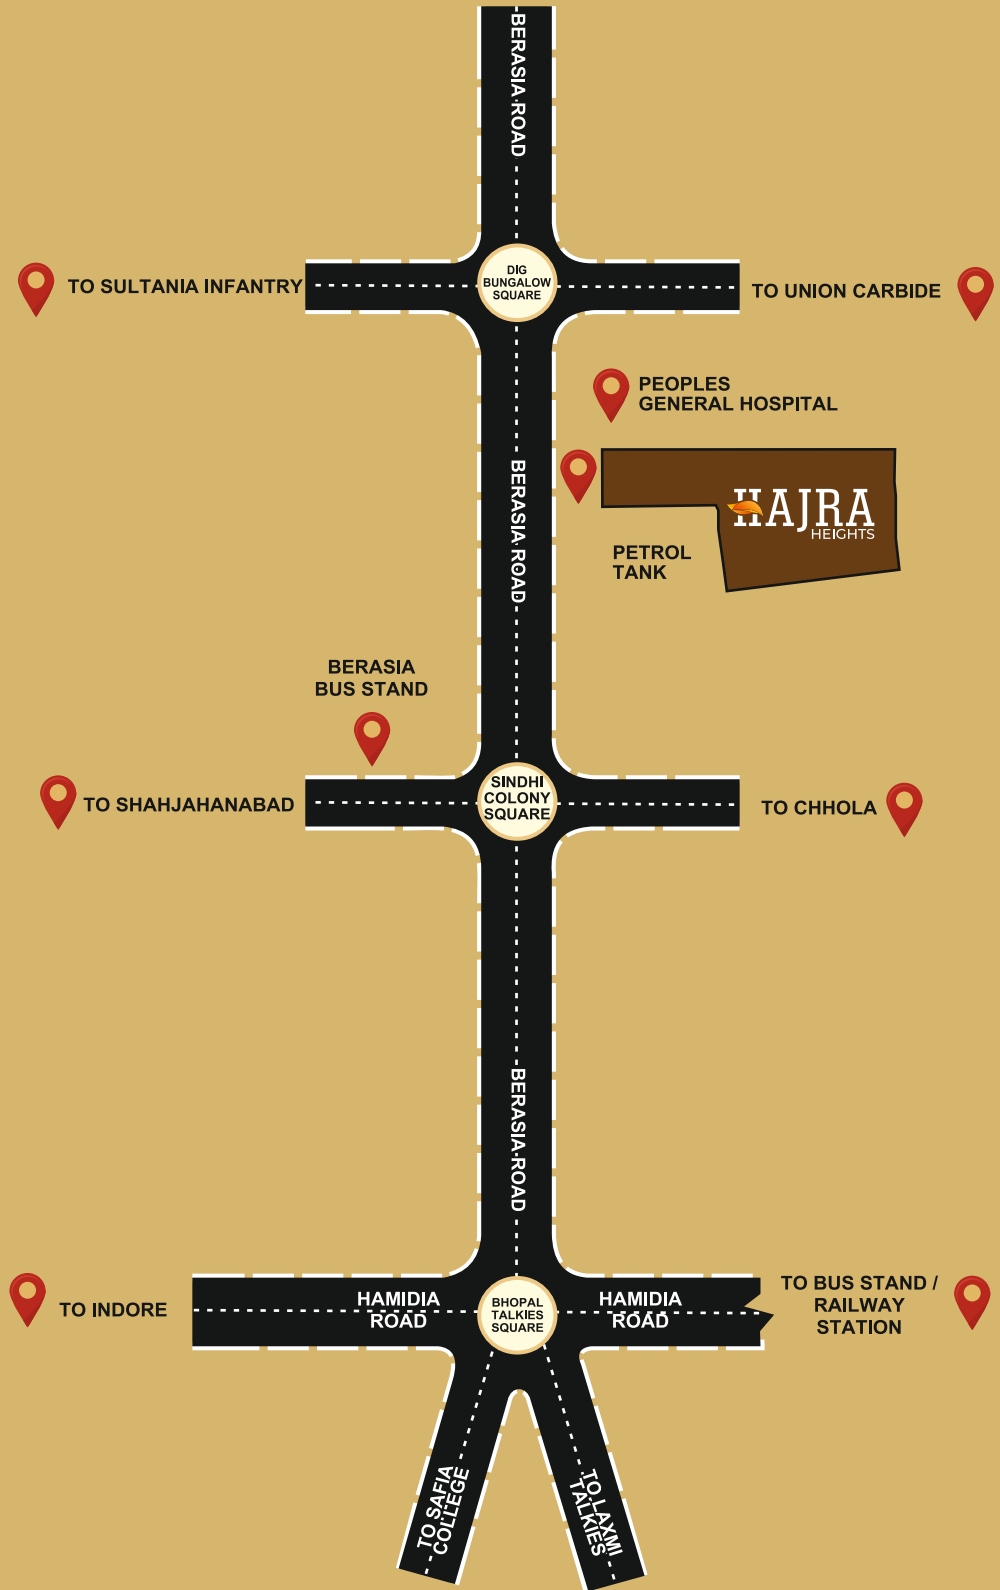 BERASIA ROAD
DIG
BUNGALOW
SQUARE
TO SULTANIA INFANTRY
TO UNION CARBIDE
PEOPLES
GENERAL HOSPITAL
HAJRA
HEIGHTS
BERASIA ROAD
PETROL
TANK
BERASIA
BUS STAND
SINDHI
COLONY
SQUARE
TO SHAHJAHANABAD
TO CHHOLA
BERASIA ROAD
TO INDORE
HAMIDIA
ROAD
BHOPAL
TALKIES
SQUARE
HAMIDIA
ROAD
TO BUS STAND /
RAILWAY
STATION
TO SAFIA
COLLEGE
TO LAXMI
TALKIES